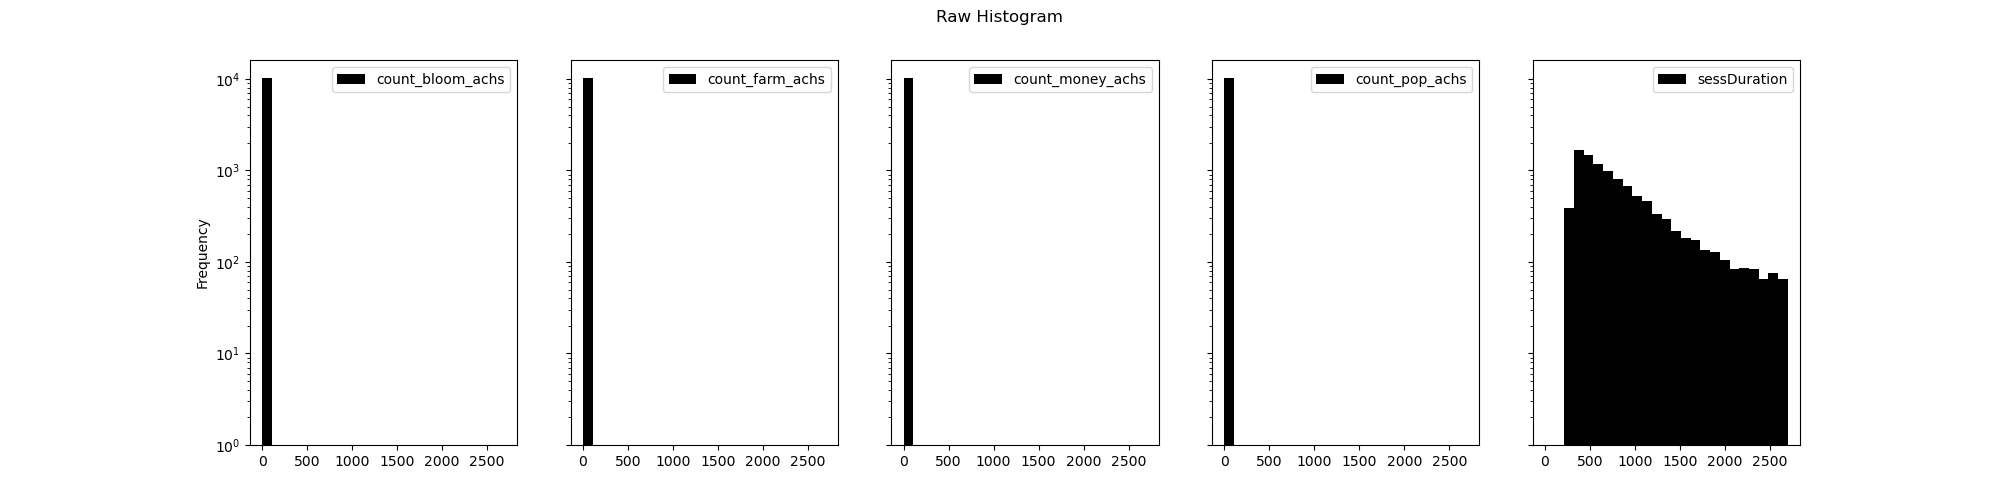 Raw Histogram
count_bloom_achs
count_farm_achs
count_money_achs
count_pop_achs
sessDuration
Frequency
10^4
10^3
10^2
10^1
10^0
0 500 1000 1500 2000 2500
0 500 1000 1500 2000 2500
0 500 1000 1500 2000 2500
0 500 1000 1500 2000 2500
0 500 1000 1500 2000 2500